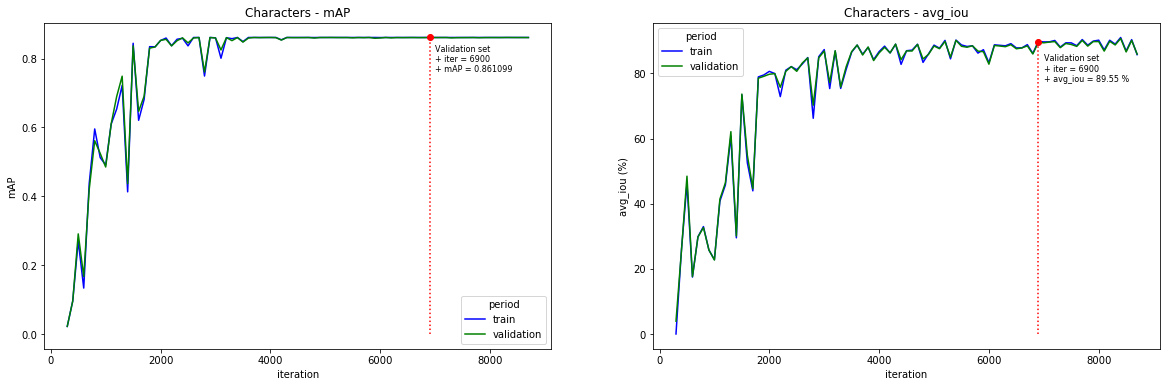 Characters - mAP
mAP
0.8
0.6
0.4
0.2
0.0
0
2000
4000
6000
8000
iteration
Validation set
+ iter = 6900
+ mAP = 0.861099
period
train
validation
Characters - avg_iou
avg_iou (%)
80
60
40
20
0
0
2000
4000
6000
8000
iteration
period
train
validation
Validation set
+ iter = 6900
+ avg_iou = 89.55 %